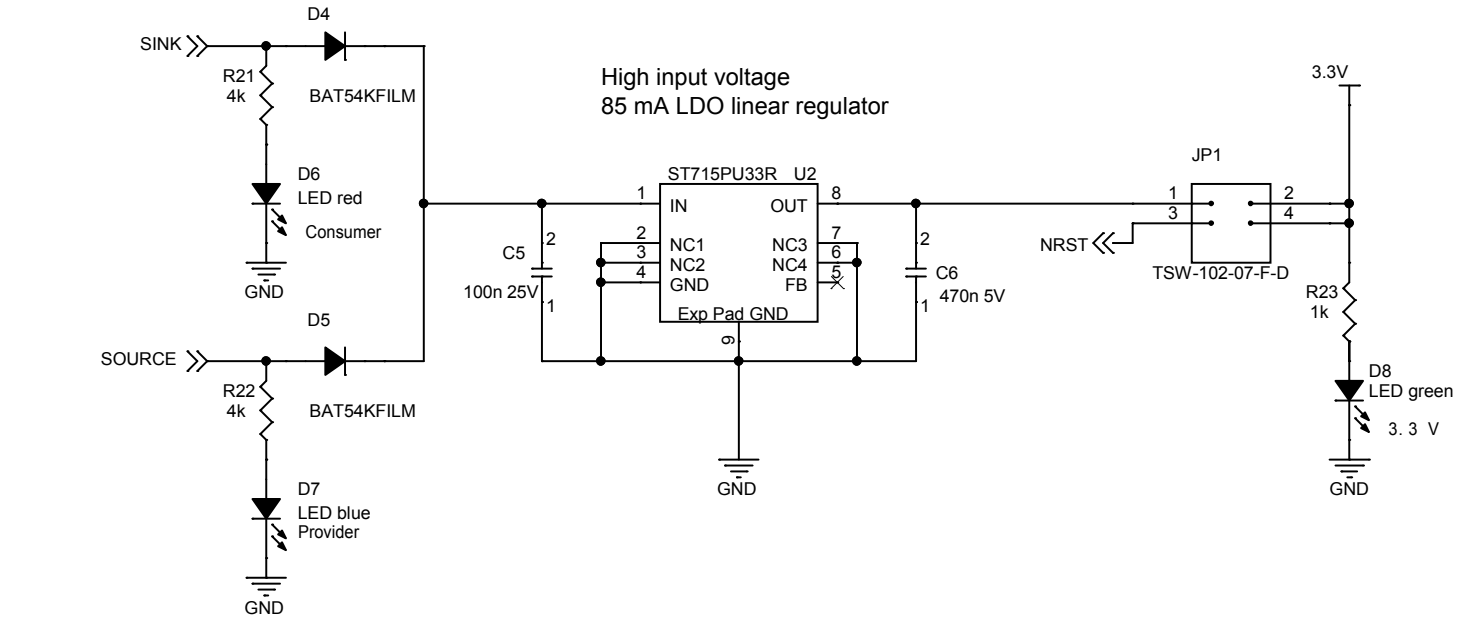 D4
SINK
R21
4k
BAT54KFILM
D6
LED red
Consumer
GND
D5
SOURCE
R22
4k
BAT54KFILM
D7
LED blue
Provider
GND
High input voltage
85 mA LDO linear regulator
ST715PU33R U2
1 IN OUT 8
2 NC1 NC3 7
3 NC2 NC4 6
4 GND FB 5
Exp Pad GND
9
GND
C5
100n 25V
2
1
C6
470n 5V
2
1
JP1
1 2
3 4
NRST
TSW-102-07-F-D
3.3V
R23
1k
D8
LED green
3. 3 V
GND